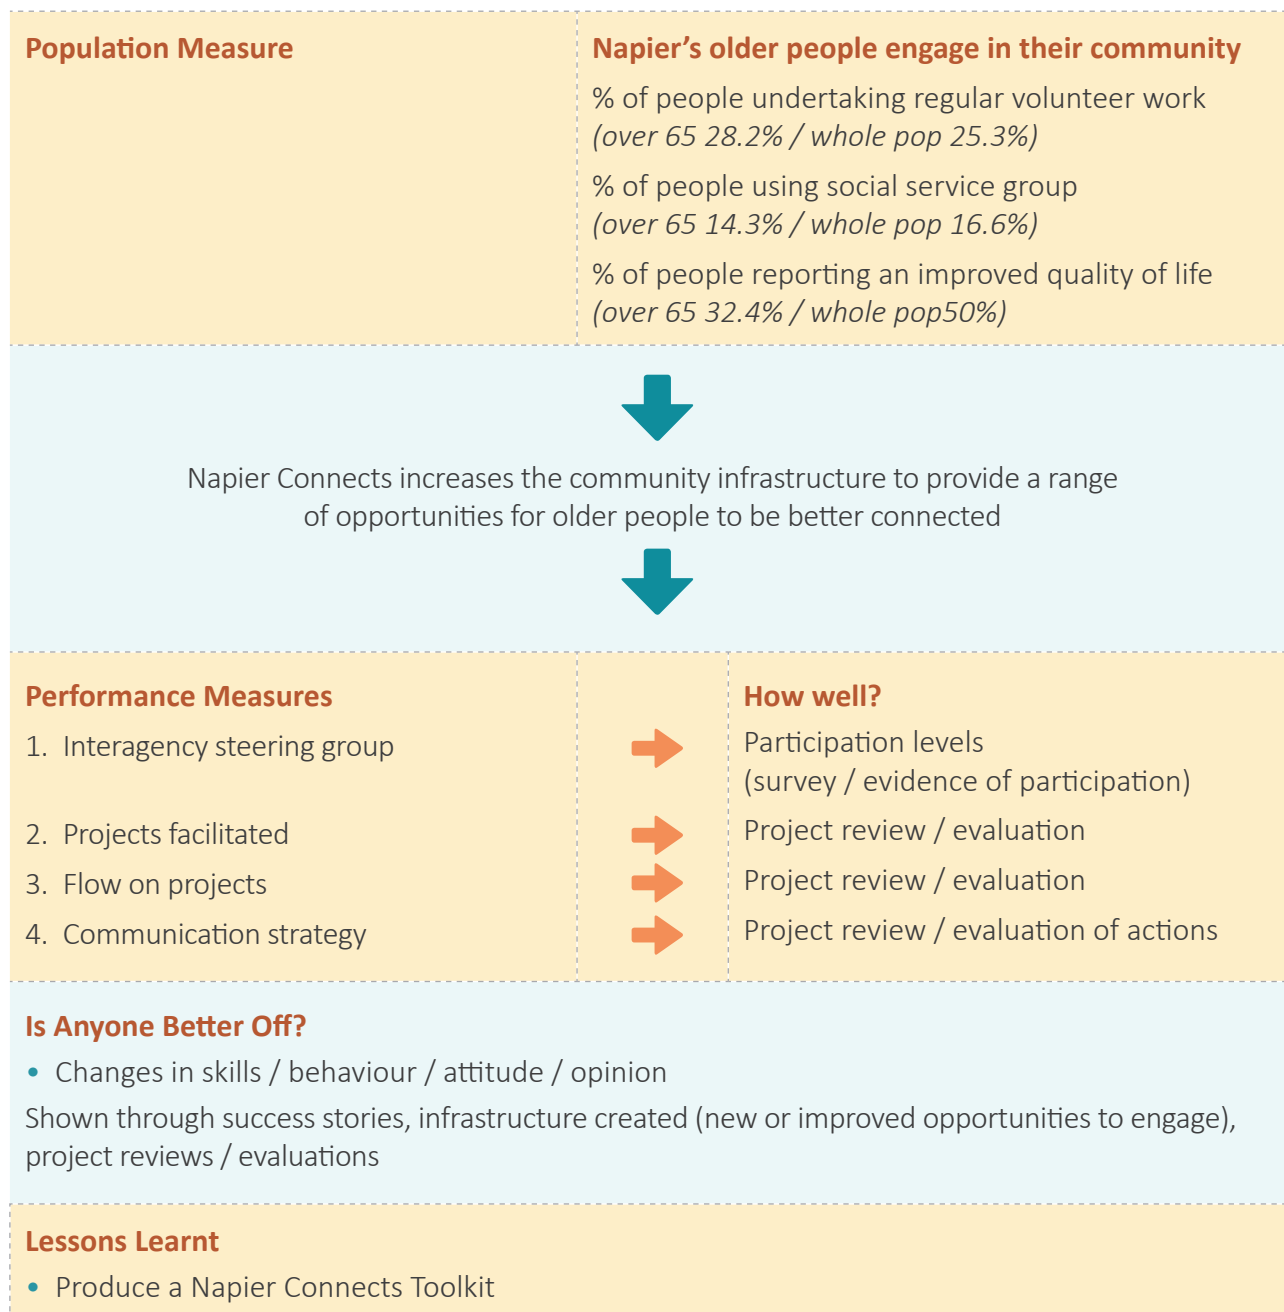 Population Measure
Napier’s older people engage in their community
% of people undertaking regular volunteer work
(over 65 28.2% / whole pop 25.3%)
% of people using social service group
(over 65 14.3% / whole pop 16.6%)
% of people reporting an improved quality of life
(over 65 32.4% / whole pop50%)
Napier Connects increases the community infrastructure to provide a range
of opportunities for older people to be better connected
Performance Measures
How well?
1. Interagency steering group
Participation levels
(survey / evidence of participation)
2. Projects facilitated
Project review / evaluation
3. Flow on projects
Project review / evaluation
4. Communication strategy
Project review / evaluation of actions
Is Anyone Better Off?
• Changes in skills / behaviour / attitude / opinion
Shown through success stories, infrastructure created (new or improved opportunities to engage),
project reviews / evaluations
Lessons Learnt
• Produce a Napier Connects Toolkit